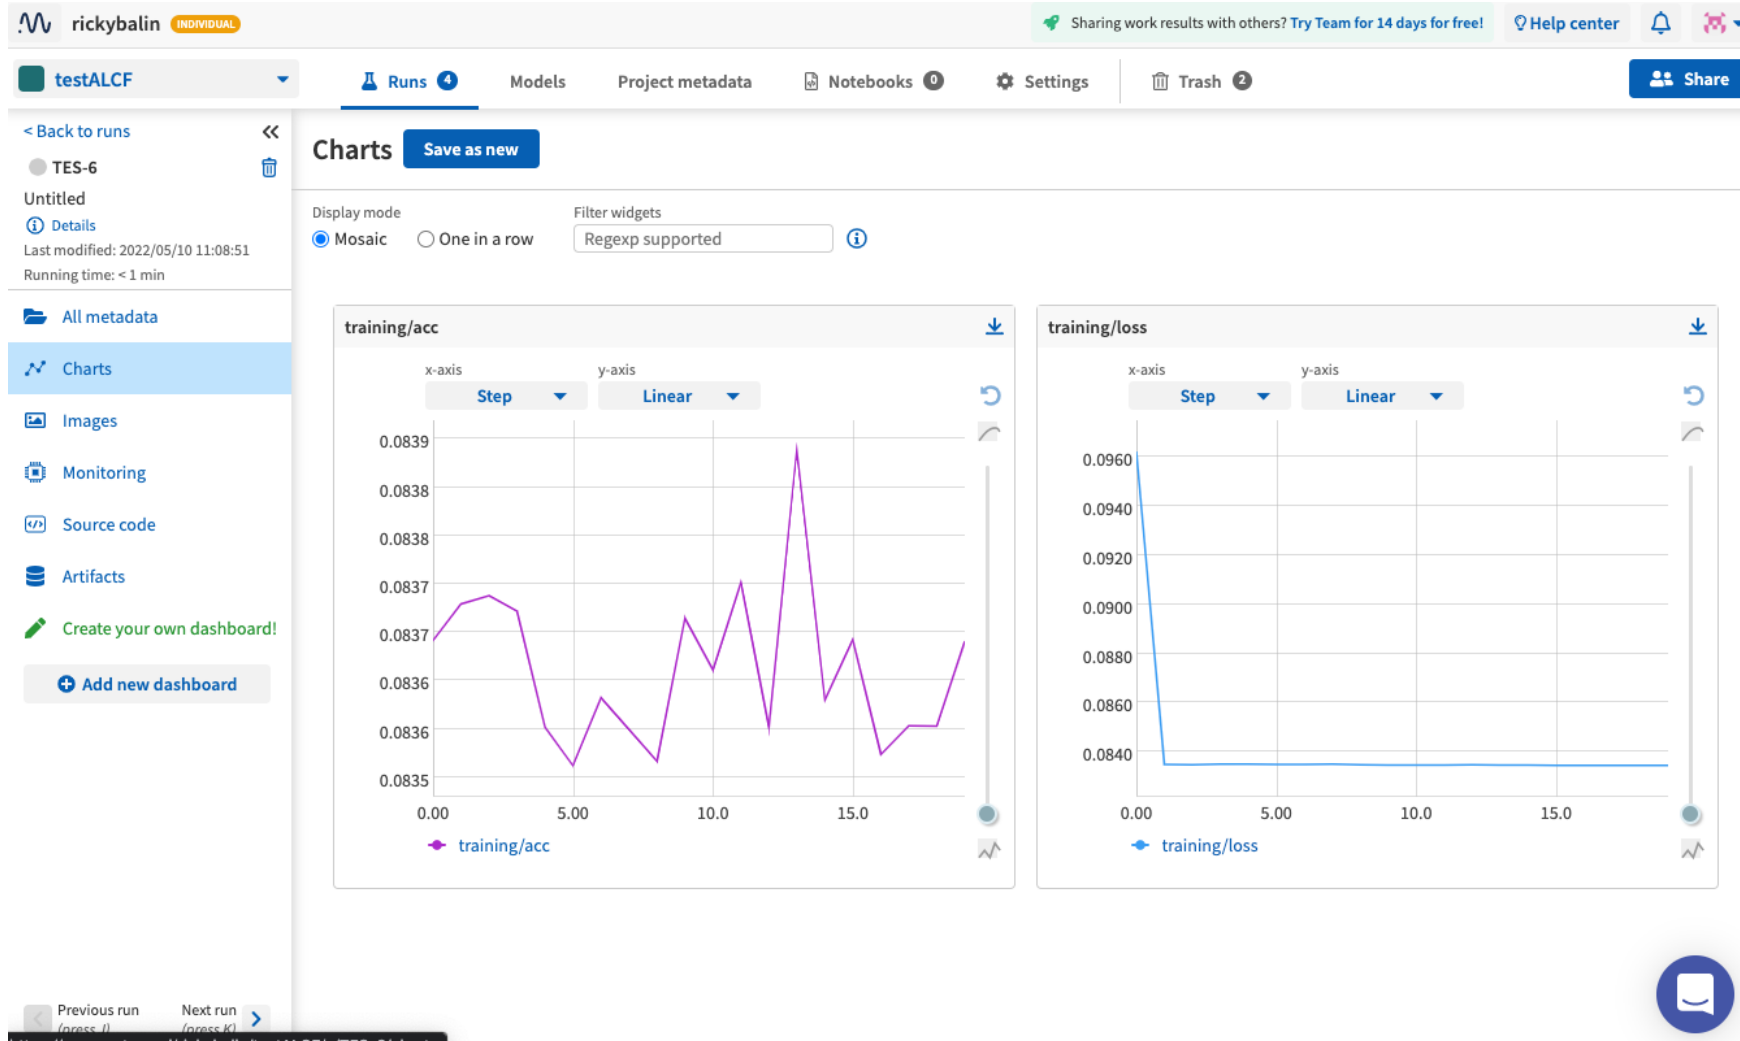 rickybalin INDIVIDUAL
Sharing work results with others? Try Team for 14 days for free!
Help center
testALCF
Runs 4
Models
Project metadata
Notebooks 0
Settings
Trash 2
Share
< Back to runs
TES-6
Untitled
Details
Last modified: 2022/05/10 11:08:51
Running time: < 1 min
All metadata
Charts
Images
Monitoring
Source code
Artifacts
Create your own dashboard!
Add new dashboard
Previous run
(press J)
Next run
(press K)
Charts
Save as new
Display mode
Mosaic
One in a row
Filter widgets
Regexp supported
training/acc
x-axis
Step
y-axis
Linear
0.0839
0.0838
0.0838
0.0837
0.0837
0.0836
0.0836
0.0835
0.00 5.00 10.0 15.0
training/acc
training/loss
x-axis
Step
y-axis
Linear
0.0960
0.0940
0.0920
0.0900
0.0880
0.0860
0.0840
0.00 5.00 10.0 15.0
training/loss